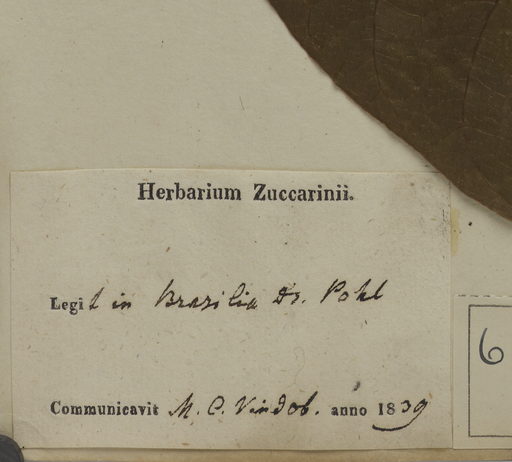 Herbarium Zuccarinii.
Legit in Brasilia Dr. Pohl
Communicavit M. C. Vindob. anno 1839
6